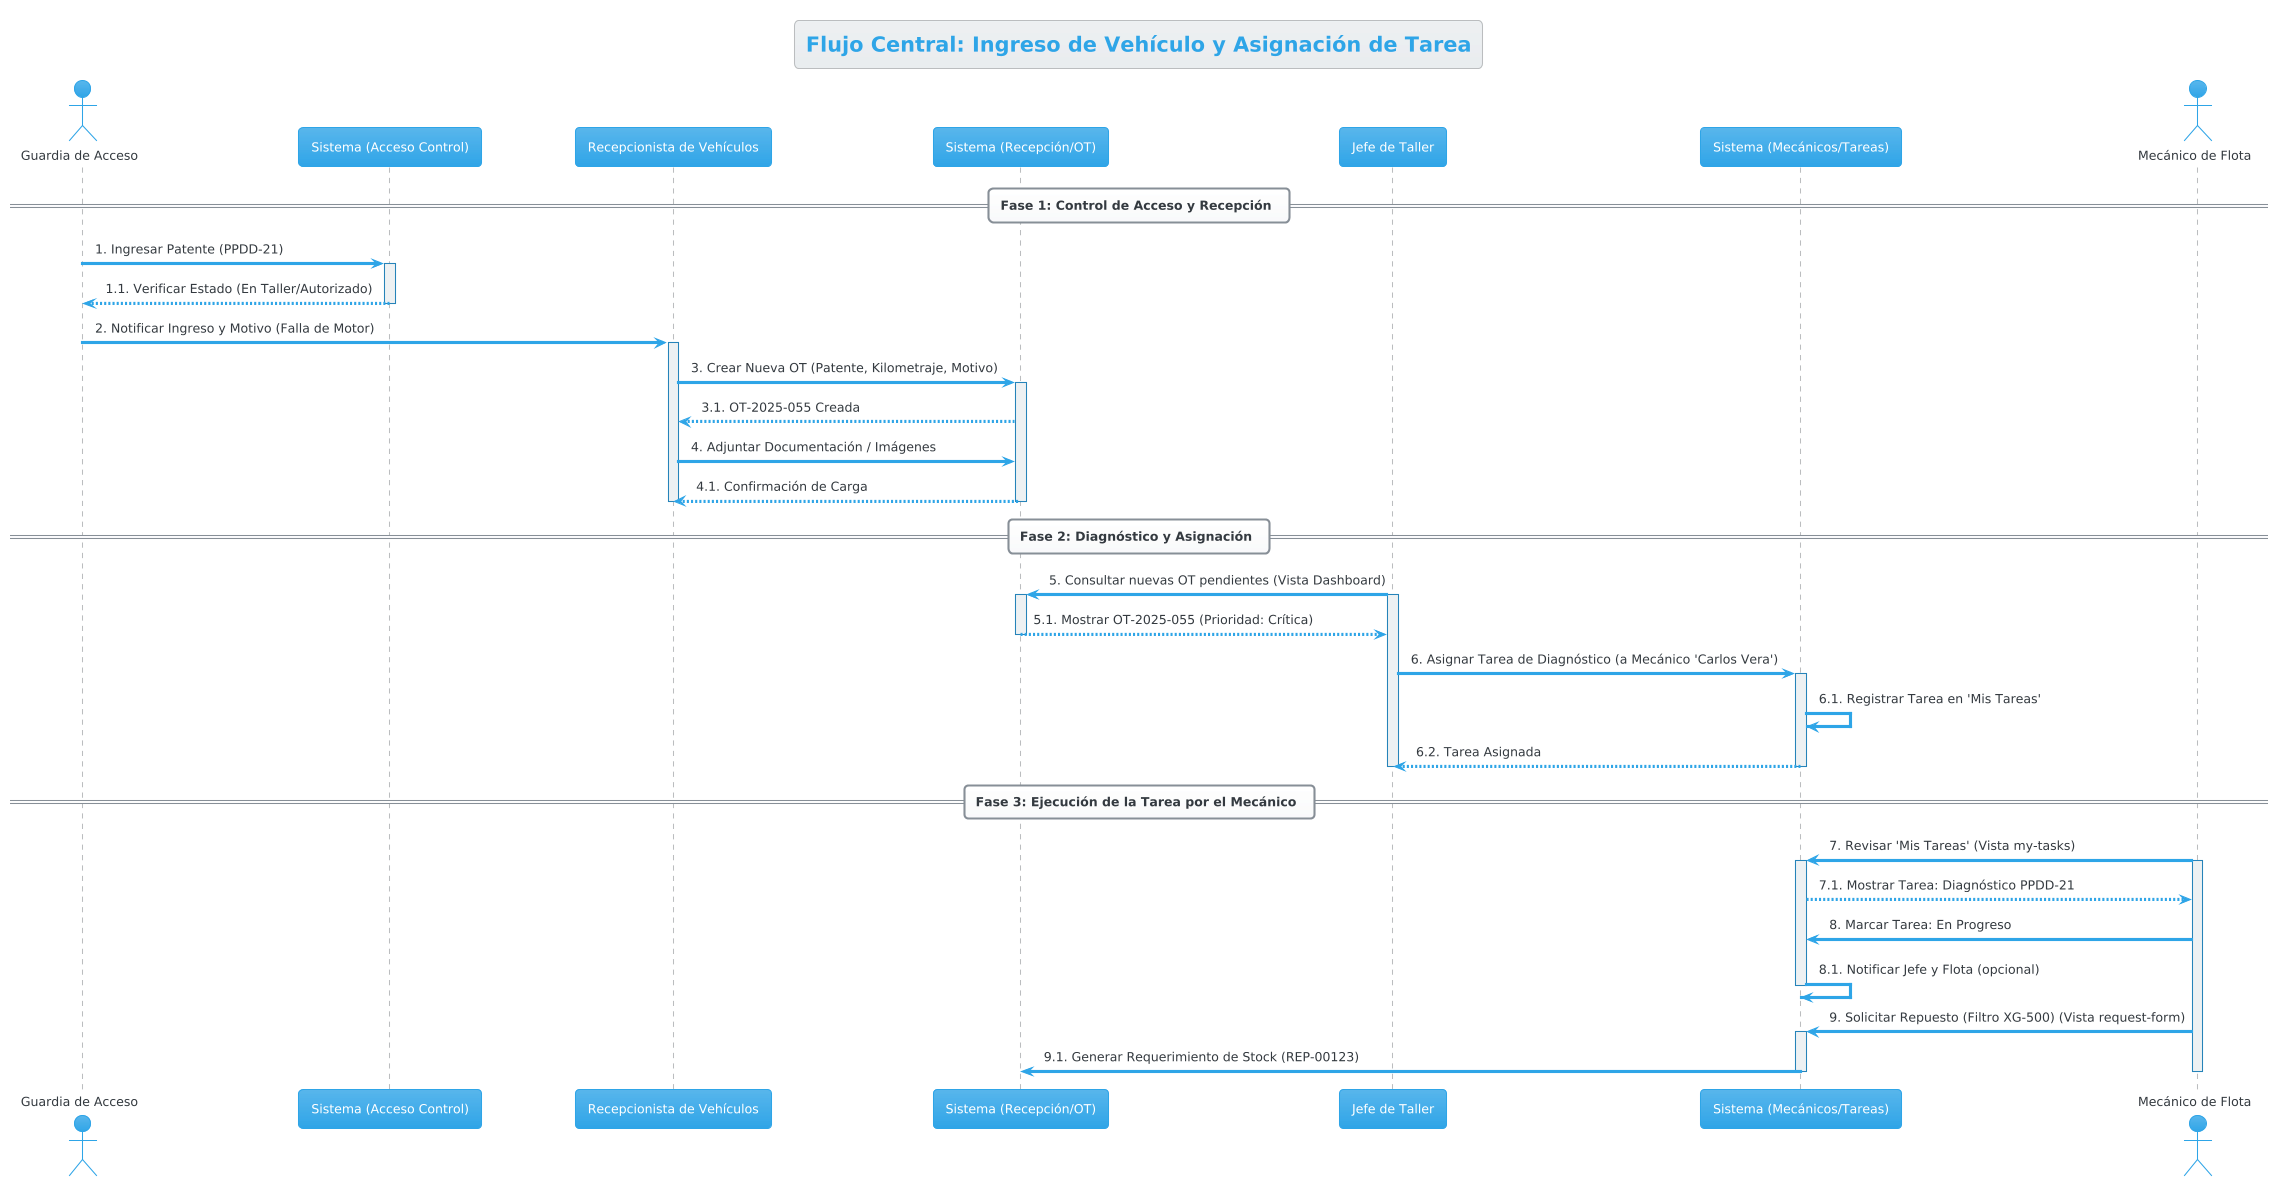 Flujo Central: Ingreso de Vehículo y Asignación de Tarea
Guardia de Acceso
Sistema (Acceso Control)
Recepcionista de Vehículos
Sistema (Recepción/OT)
Jefe de Taller
Sistema (Mecánicos/Tareas)
Mecánico de Flota
Fase 1: Control de Acceso y Recepción
1. Ingresar Patente (PPDD-21)
1.1. Verificar Estado (En Taller/Autorizado)
2. Notificar Ingreso y Motivo (Falla de Motor)
3. Crear Nueva OT (Patente, Kilometraje, Motivo)
3.1. OT-2025-055 Creada
4. Adjuntar Documentación / Imágenes
4.1. Confirmación de Carga
Fase 2: Diagnóstico y Asignación
5. Consultar nuevas OT pendientes (Vista Dashboard)
5.1. Mostrar OT-2025-055 (Prioridad: Crítica)
6. Asignar Tarea de Diagnóstico (a Mecánico 'Carlos Vera')
6.1. Registrar Tarea en 'Mis Tareas'
6.2. Tarea Asignada
Fase 3: Ejecución de la Tarea por el Mecánico
7. Revisar 'Mis Tareas' (Vista my-tasks)
7.1. Mostrar Tarea: Diagnóstico PPDD-21
8. Marcar Tarea: En Progreso
8.1. Notificar Jefe y Flota (opcional)
9. Solicitar Repuesto (Filtro XG-500) (Vista request-form)
9.1. Generar Requerimiento de Stock (REP-00123)
Guardia de Acceso
Sistema (Acceso Control)
Recepcionista de Vehículos
Sistema (Recepción/OT)
Jefe de Taller
Sistema (Mecánicos/Tareas)
Mecánico de Flota